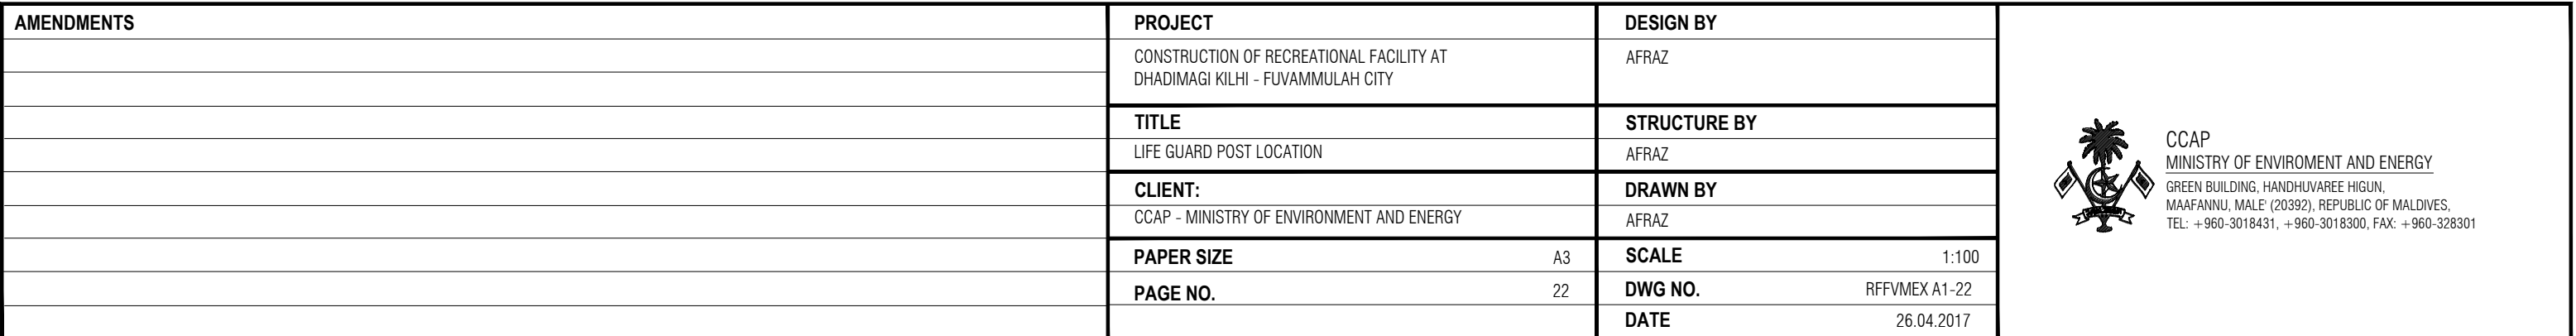 AMENDMENTS
PROJECT
CONSTRUCTION OF RECREATIONAL FACILITY AT
DHADIMAGI KILHI - FUVAMMULAH CITY
TITLE
LIFE GUARD POST LOCATION
CLIENT:
CCAP - MINISTRY OF ENVIRONMENT AND ENERGY
PAPER SIZE A3
PAGE NO. 22
DESIGN BY
AFRAZ
STRUCTURE BY
AFRAZ
DRAWN BY
AFRAZ
SCALE 1:100
DWG NO. RFFVMEX A1-22
DATE 26.04.2017
CCAP
MINISTRY OF ENVIROMENT AND ENERGY
GREEN BUILDING, HANDHUVAREE HIGUN,
MAAFANNU, MALE' (20392), REPUBLIC OF MALDIVES,
TEL: +960-3018431, +960-3018300, FAX: +960-328301